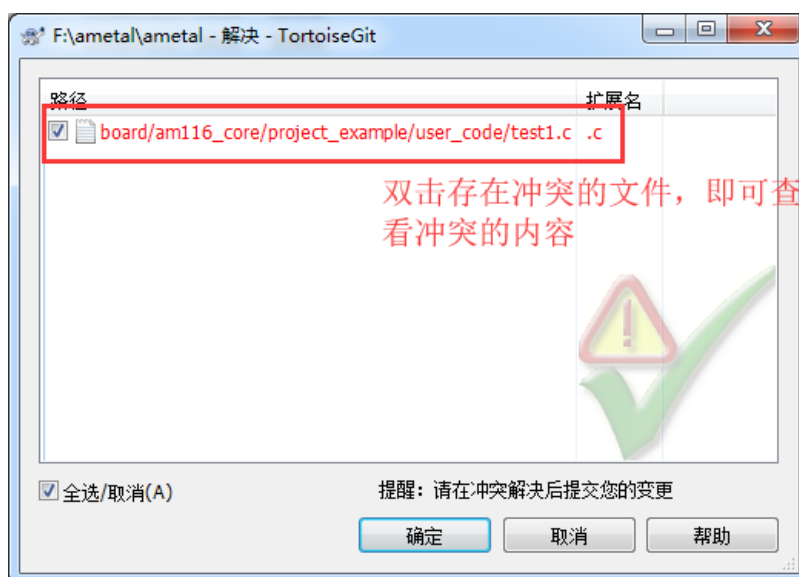 F:\ametal\ametal - 解决 - TortoiseGit
路径 扩展名
board/am116_core/project_example/user_code/test1.c .c
双击存在冲突的文件，即可查
看冲突的内容
全选/取消(A) 提醒：请在冲突解决后提交您的变更
确定 取消 帮助